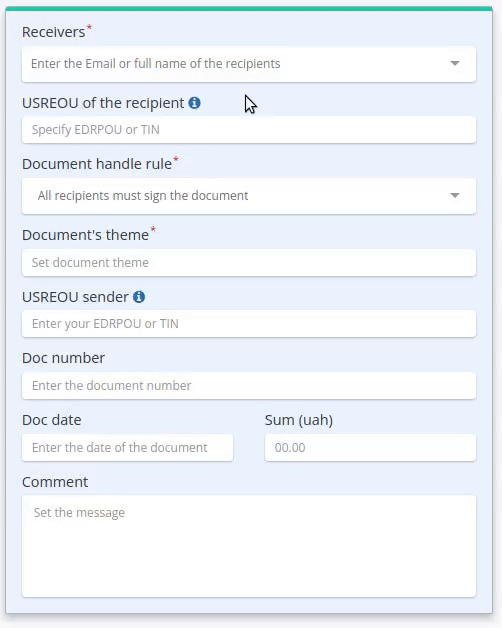 Receivers*
Enter the Email or full name of the recipients
USREOU of the recipient
Specify EDRPOU or TIN
Document handle rule*
All recipients must sign the document
Document's theme*
Set document theme
USREOU sender
Enter your EDRPOU or TIN
Doc number
Enter the document number
Doc date Sum (uah)
Enter the date of the document 00.00
Comment
Set the message